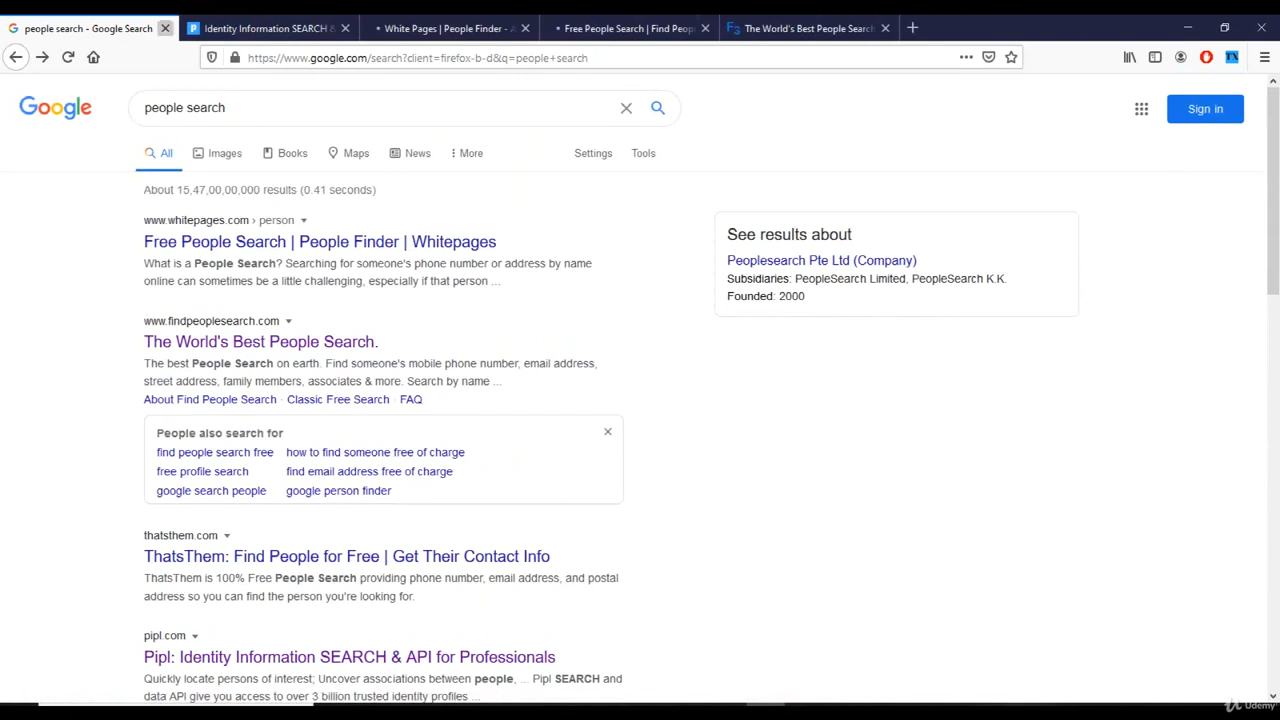 people search - Google Search
Identity Information SEARCH &
White Pages | People Finder - A
Free People Search | Find Peop
The World's Best People Search
https://www.google.com/search?client=firefox-b-d&q=people+search
Google
people search
Sign in
All
Images
Books
Maps
News
More
Settings
Tools
About 15,47,00,00,000 results (0.41 seconds)
www.whitepages.com › person
Free People Search | People Finder | Whitepages
What is a People Search? Searching for someone's phone number or address by name
online can sometimes be a little challenging, especially if that person ...
See results about
Peoplesearch Pte Ltd (Company)
Subsidiaries: PeopleSearch Limited, PeopleSearch K.K.
Founded: 2000
www.findpeoplesearch.com
The World's Best People Search.
The best People Search on earth. Find someone's mobile phone number, email address,
street address, family members, associates & more. Search by name ...
About Find People Search · Classic Free Search · FAQ
People also search for
find people search free how to find someone free of charge
free profile search find email address free of charge
google search people google person finder
thatsthem.com
ThatsThem: Find People for Free | Get Their Contact Info
ThatsThem is 100% Free People Search providing phone number, email address, and postal
address so you can find the person you're looking for.
pipl.com
Pipl: Identity Information SEARCH & API for Professionals
Quickly locate persons of interest; Uncover associations between people, ... Pipl SEARCH and
data API give you access to over 3 billion trusted identity profiles ...
Udemy